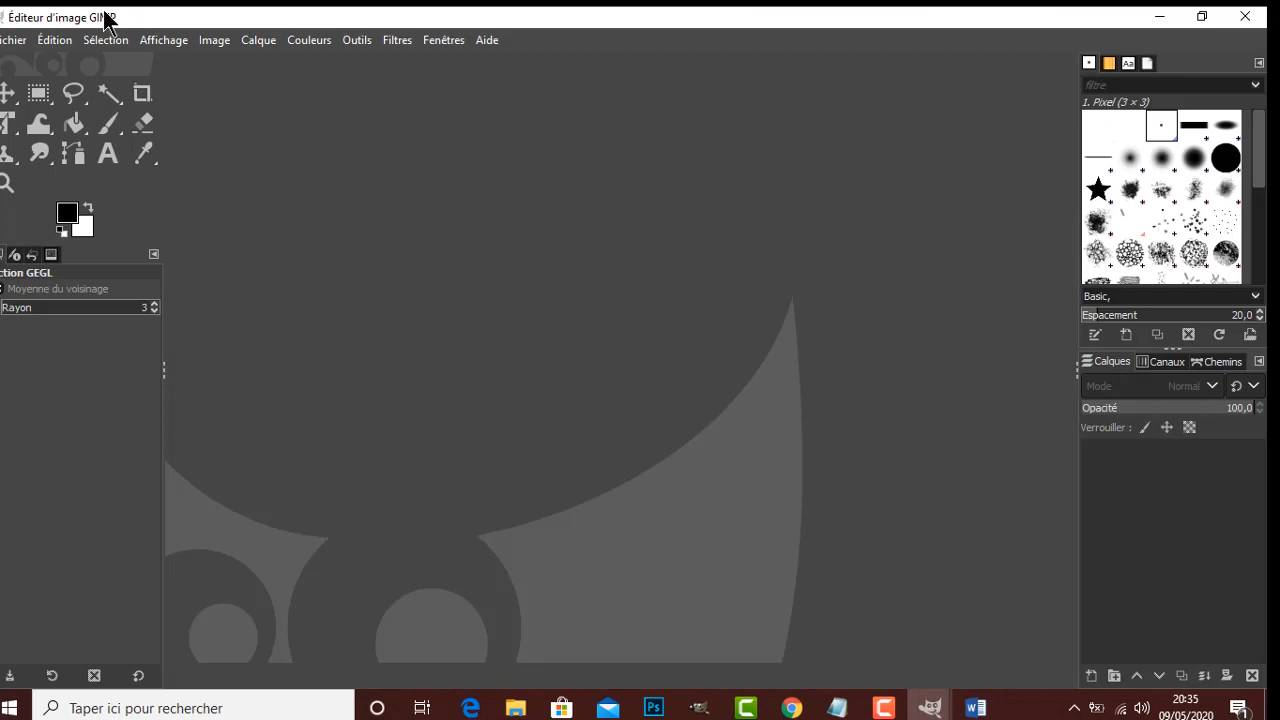 Éditeur d'image GIMP
ichier Édition Sélection Affichage Image Calque Couleurs Outils Filtres Fenêtres Aide
filtre
1. Pixel (3 × 3)
ction GEGL
Moyenne du voisinage
Rayon 3
Basic,
Espacement 20,0
Calques Canaux Chemins
Mode Normal
Opacité 100,0
Verrouiller :
Taper ici pour rechercher
20:35
09/05/2020